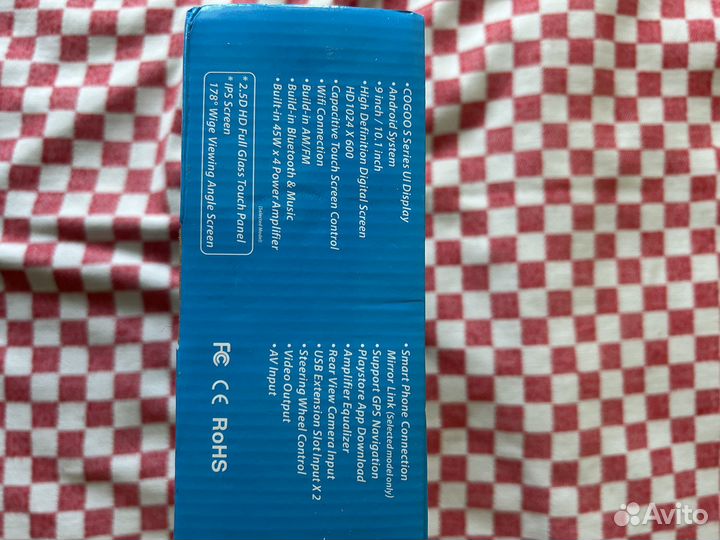 •COGOO S Series UI Display
•Android System
•9 inch / 10.1 inch
•High Definition Digital Screen
HD 1024 X 600
•Capacitive Touch Screen Control
•Wifi Connection
•Build-in AM/FM
•Build-in Bluetooth & Music
•Built-in 45W x 4 Power Amplifier
(Selected Model)
* 2.5D HD Full Glass Touch Panel
* IPS Screen
178° Wige Viewing Angle Screen
•Smart Phone Connection
Mirror Link (Selected model only)
•Support GPS Navigation
•Playstore App Download
•Amplifier Equalizer
•Rear View Camera Input
•USB Extension Slot Input X 2
•Steering Wheel Control
•Video Output
•AV Input
FC CE RoHS
Avito